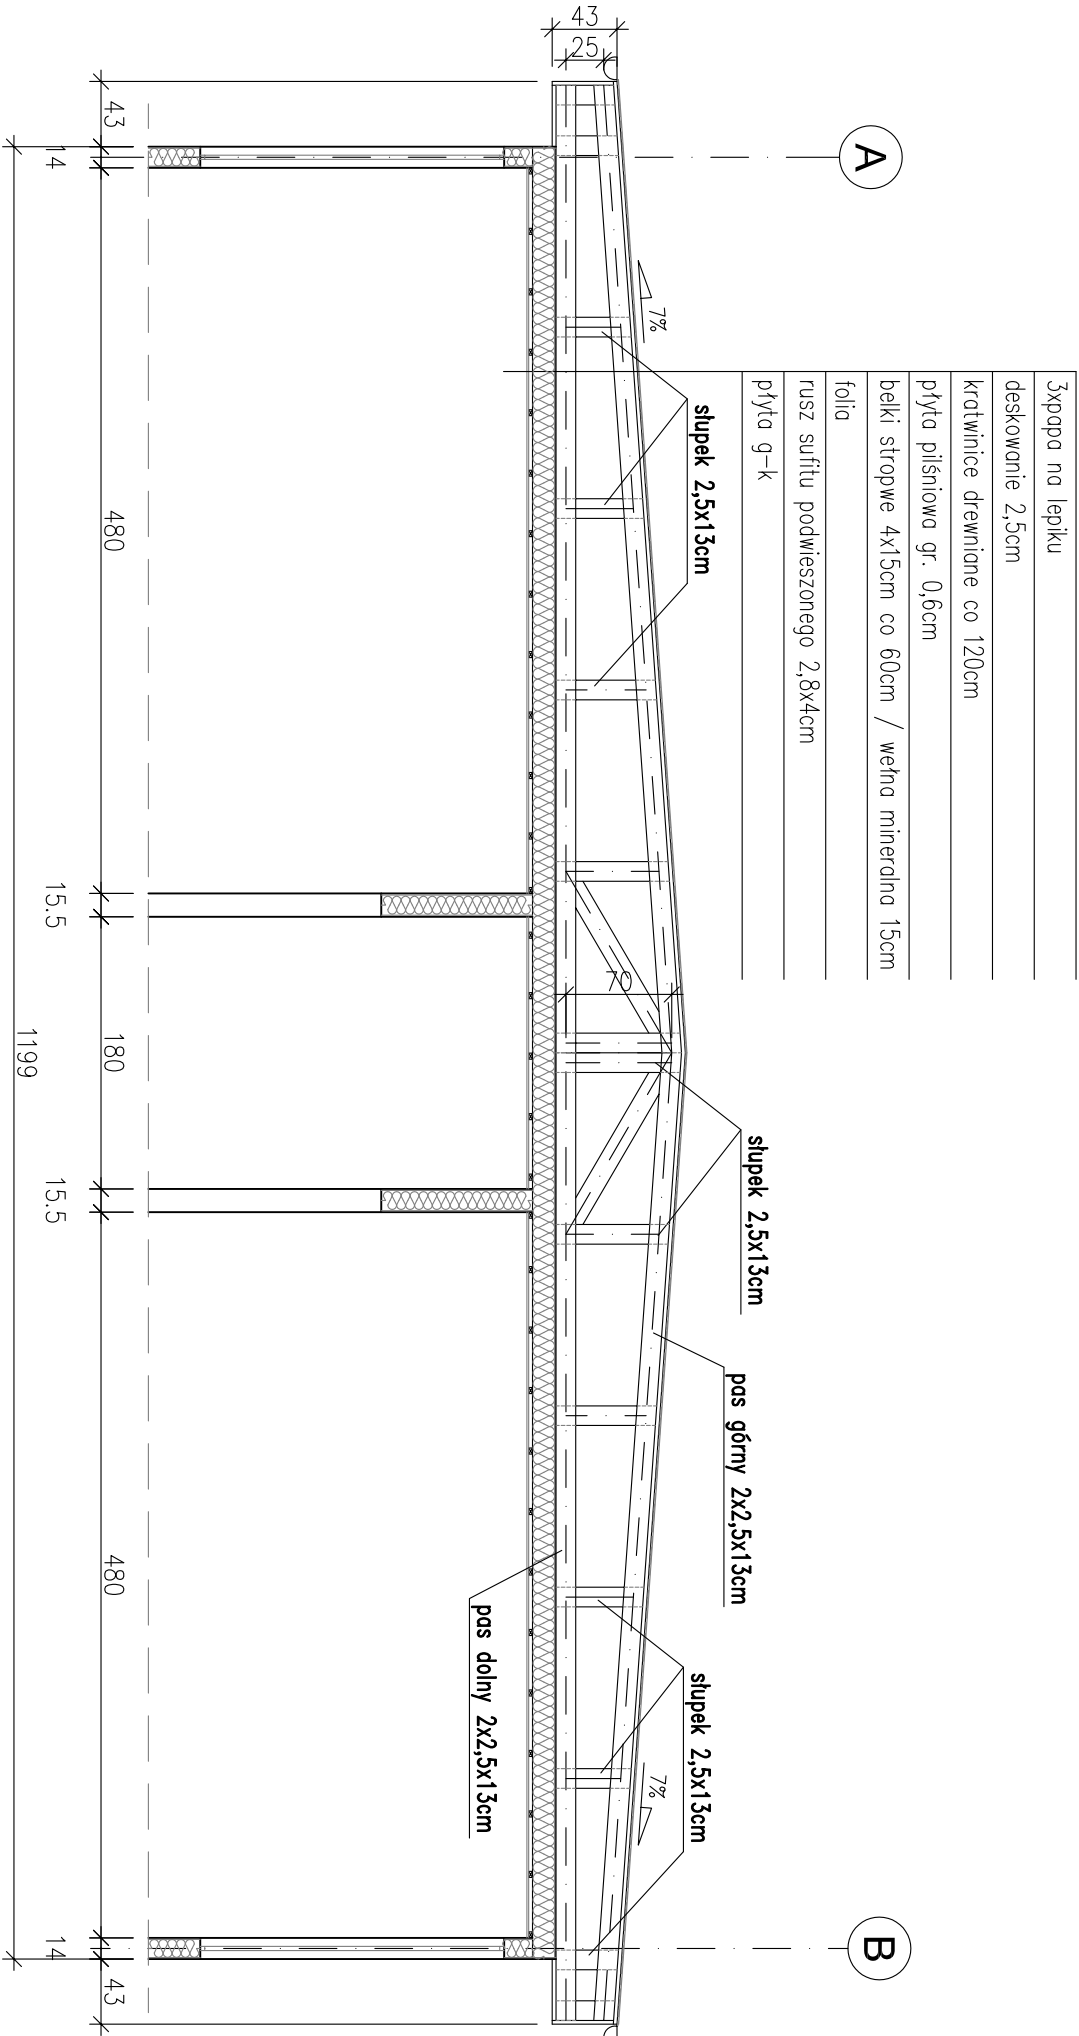 3xpapa na lepiku
deskowanie 2,5cm
kratwinice drewniane co 120cm
płyta pilśniowa gr. 0,6cm
belki stropwe 4x15cm co 60cm / wełna mineralna 15cm
folia
rusz sufitu podwieszonego 2,8x4cm
płyta g-k
A
B
43
25
7%
7%
słupek 2,5x13cm
słupek 2,5x13cm
pas górny 2x2,5x13cm
słupek 2,5x13cm
70
pas dolny 2x2,5x13cm
43
14
480
15.5
180
15.5
480
14
43
1199